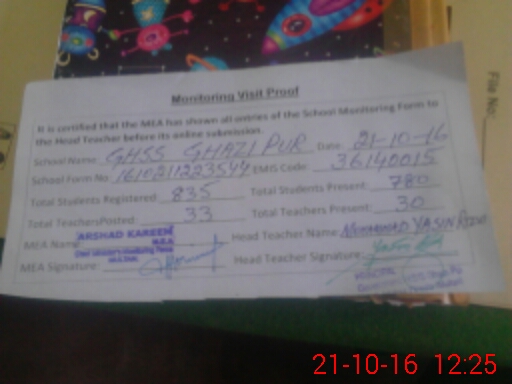 Monitoring Visit Proof
It is certified that the MEA has shown all entries of the School Monitoring Form to
the Head Teacher before its online submission.
School Name: GHSS GHAZI PUR Date 21-10-16
School Form No: 1610211223544 EMIS Code: 36140015
Total Students Registered: 835 Total Students Present: 780
Total Teachers Posted: 33 Total Teachers Present: 30
MEA Name: ARSHAD KAREEM Head Teacher Name: MUHAMMAD YASIN
M.E.A
MEA Signature: Head Teacher Signature:
PRINCIPAL
File No:
21-10-16 12:25